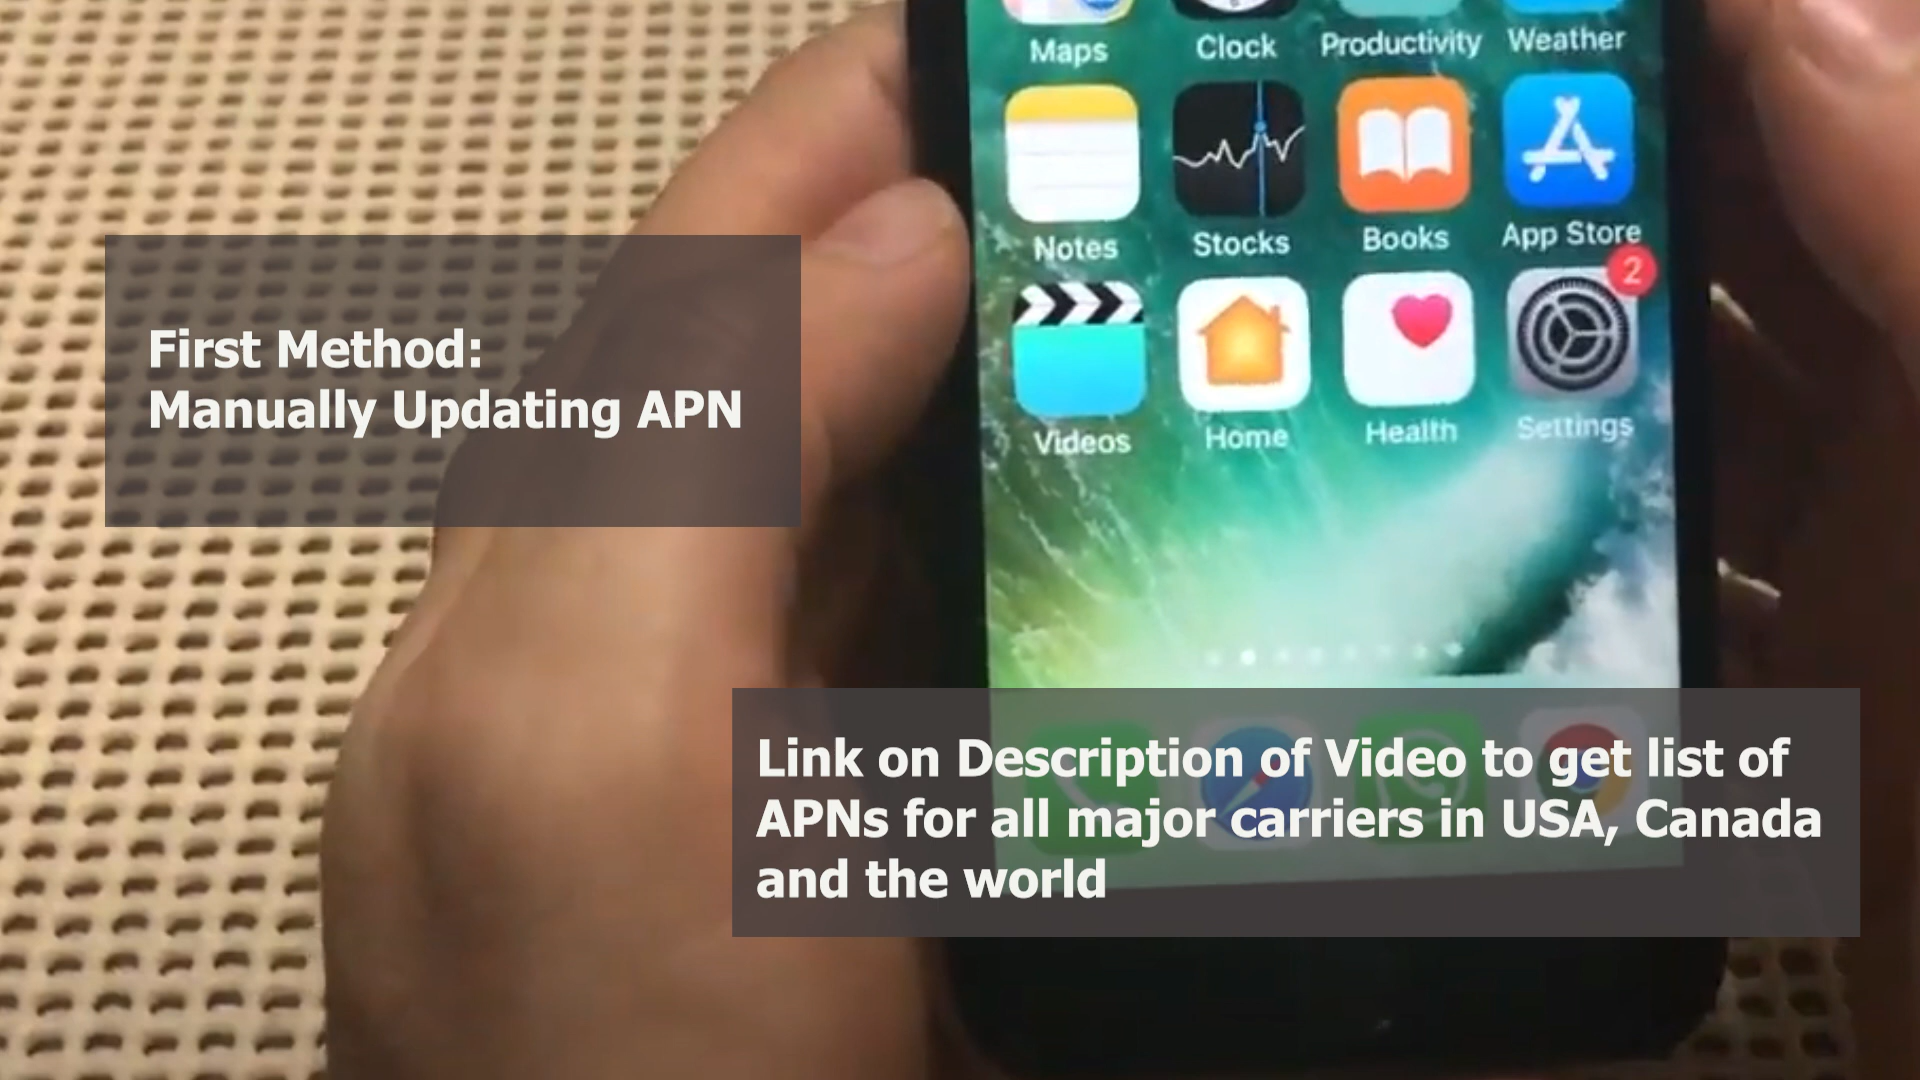 Maps Clock Productivity Weather
Notes Stocks Books App Store
2
Videos Home Health Settings
First Method:
Manually Updating APN
Link on Description of Video to get list of
APNs for all major carriers in USA, Canada
and the world